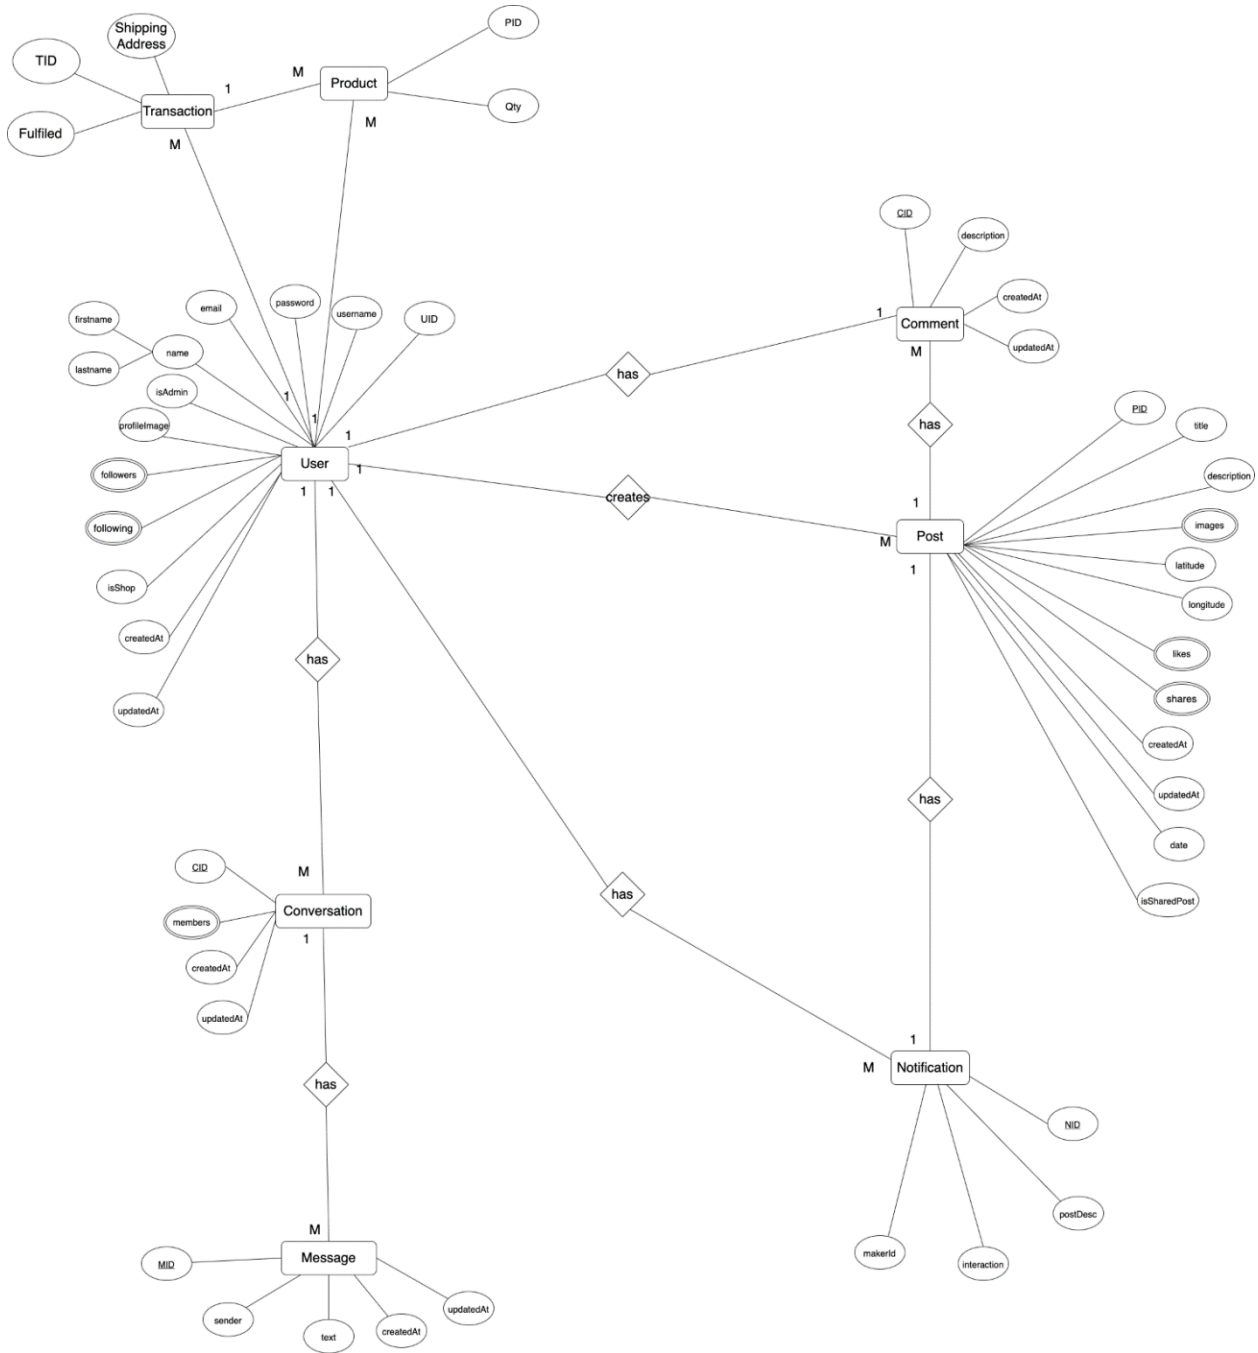 Shipping
Address
PID
TID
M
Product
1
Transaction
Qty
M
Fulfiled
M
CID
description
createdAt
1
Comment
updatedAt
M
email
password
username
UID
firstname
name
lastname
isAdmin
1
1
profileImage
has
1
User
1
followers
1
1
following
isShop
createdAt
updatedAt
has
PID
title
description
creates
1
images
M
Post
1
latitude
longitude
likes
shares
createdAt
updatedAt
date
isSharedPost
has
has
M
CID
Conversation
members
1
createdAt
updatedAt
has
1
M
Notification
NID
postDesc
makerId
interaction
has
M
Message
MID
sender
text
createdAt
updatedAt